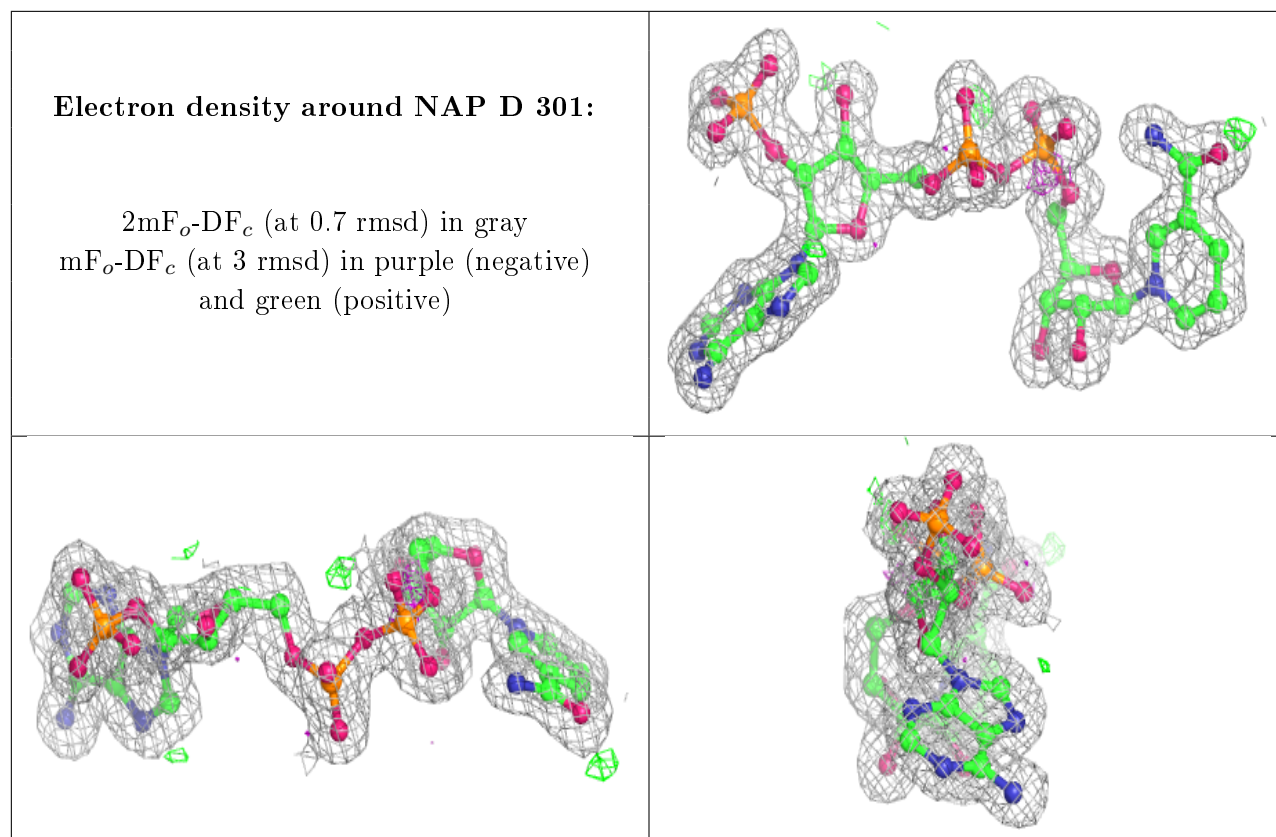 Electron density around NAP D 301:
2mFo-DFc (at 0.7 rmsd) in gray
mFo-DFc (at 3 rmsd) in purple (negative)
and green (positive)